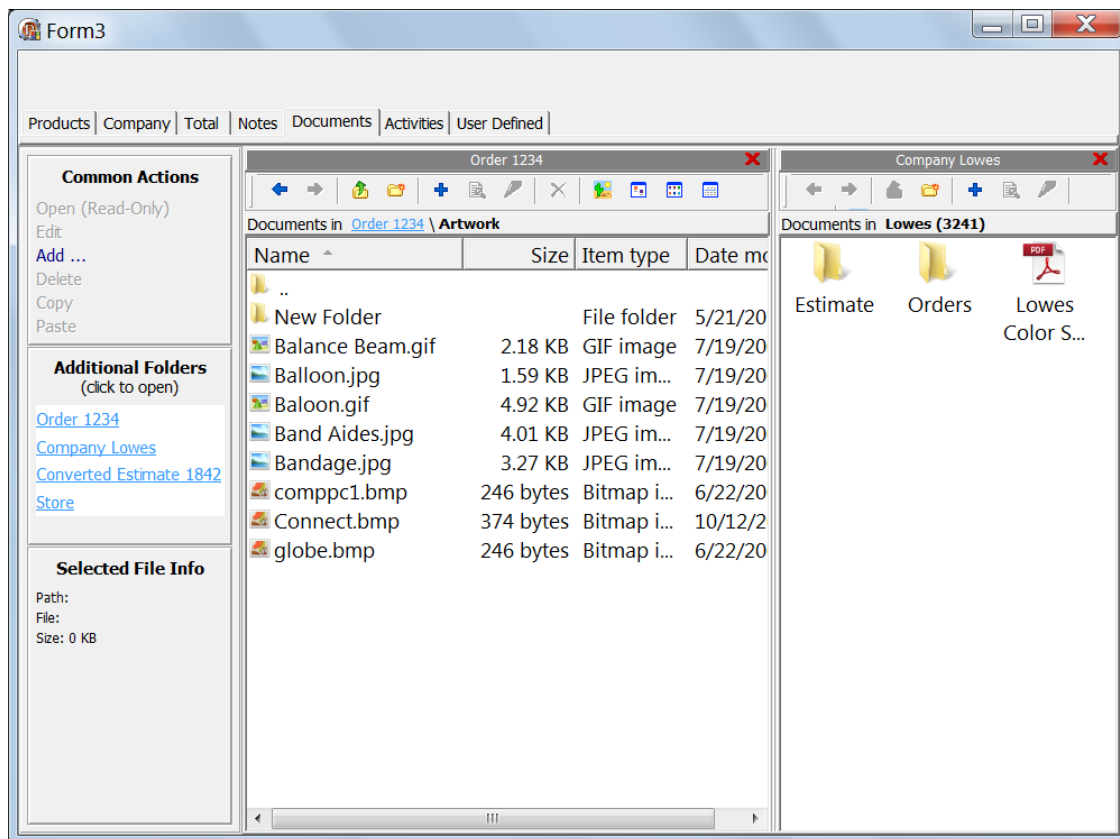 Form3
Products Company Total Notes Documents Activities User Defined
Common Actions
Open (Read-Only)
Edit
Add ...
Delete
Copy
Paste
Additional Folders
(click to open)
Order 1234
Company Lowes
Converted Estimate 1842
Store
Selected File Info
Path:
File:
Size: 0 KB
Order 1234
Documents in Order 1234 \ Artwork
Name Size Item type Date mo
..
New Folder File folder 5/21/20
Balance Beam.gif 2.18 KB GIF image 7/19/20
Balloon.jpg 1.59 KB JPEG im... 7/19/20
Baloon.gif 4.92 KB GIF image 7/19/20
Band Aides.jpg 4.01 KB JPEG im... 7/19/20
Bandage.jpg 3.27 KB JPEG im... 7/19/20
comppc1.bmp 246 bytes Bitmap i... 6/22/20
Connect.bmp 374 bytes Bitmap i... 10/12/2
globe.bmp 246 bytes Bitmap i... 6/22/20
Company Lowes
Documents in Lowes (3241)
Estimate
Orders
PDF
Lowes
Color S...